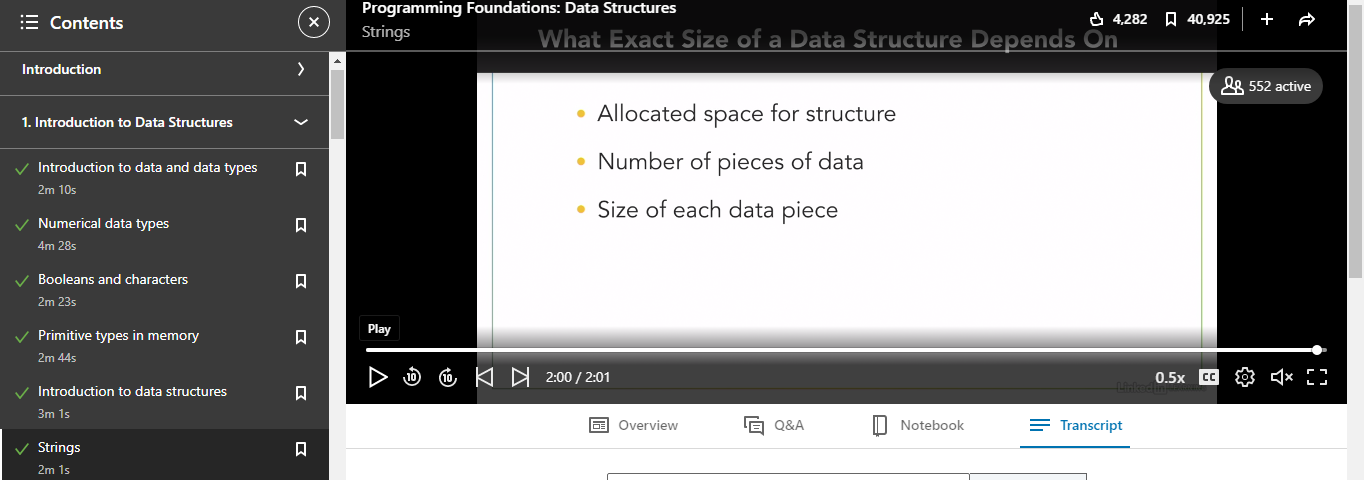 Contents
Introduction
1. Introduction to Data Structures
Introduction to data and data types
2m 10s
Numerical data types
4m 28s
Booleans and characters
2m 23s
Primitive types in memory
2m 44s
Introduction to data structures
3m 1s
Strings
2m 1s
Programming Foundations: Data Structures
Strings
4,282
40,925
What Exact Size of a Data Structure Depends On
552 active
Allocated space for structure
Number of pieces of data
Size of each data piece
Play
10
10
2:00 / 2:01
0.5x
CC
Overview
Q&A
Notebook
Transcript